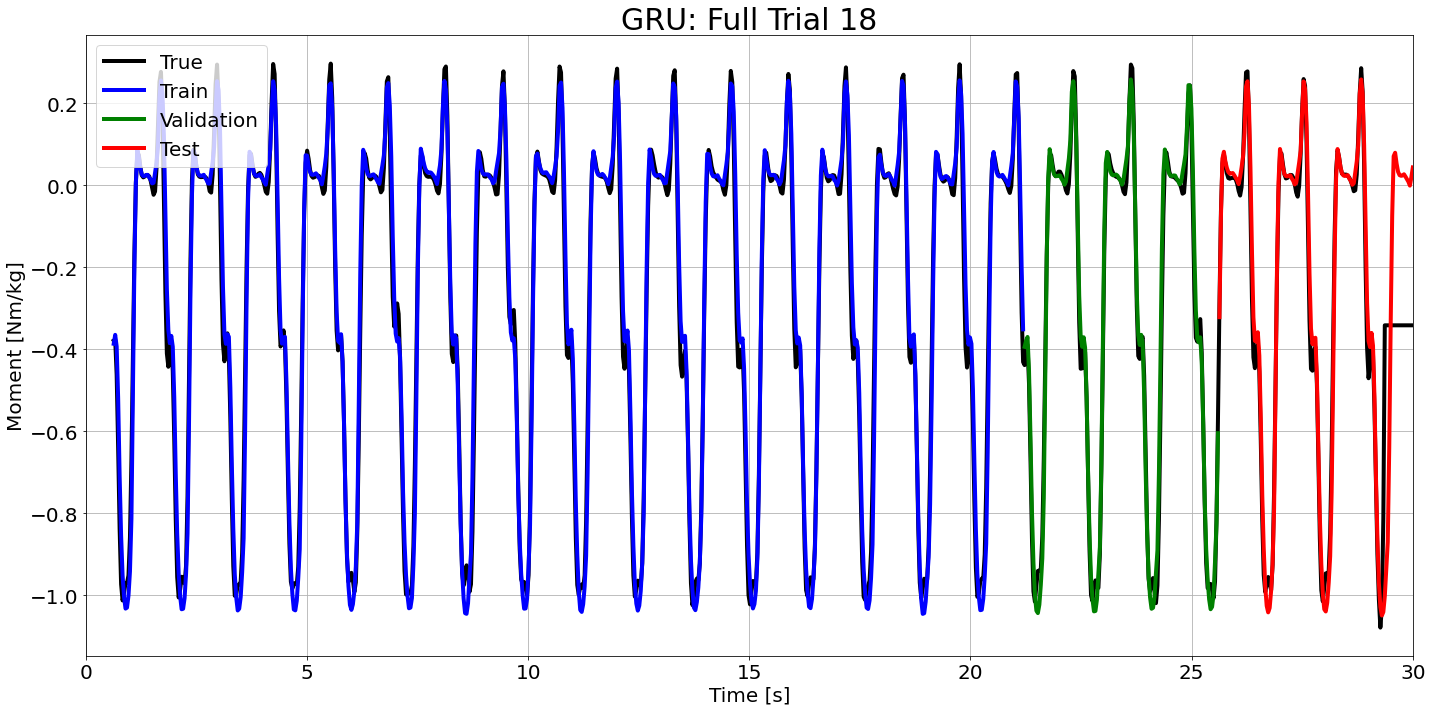 GRU: Full Trial 18
True
Train
Validation
Test
Moment [Nm/kg]
0.2
0.0
−0.2
−0.4
−0.6
−0.8
−1.0
0 5 10 15 20 25 30
Time [s]